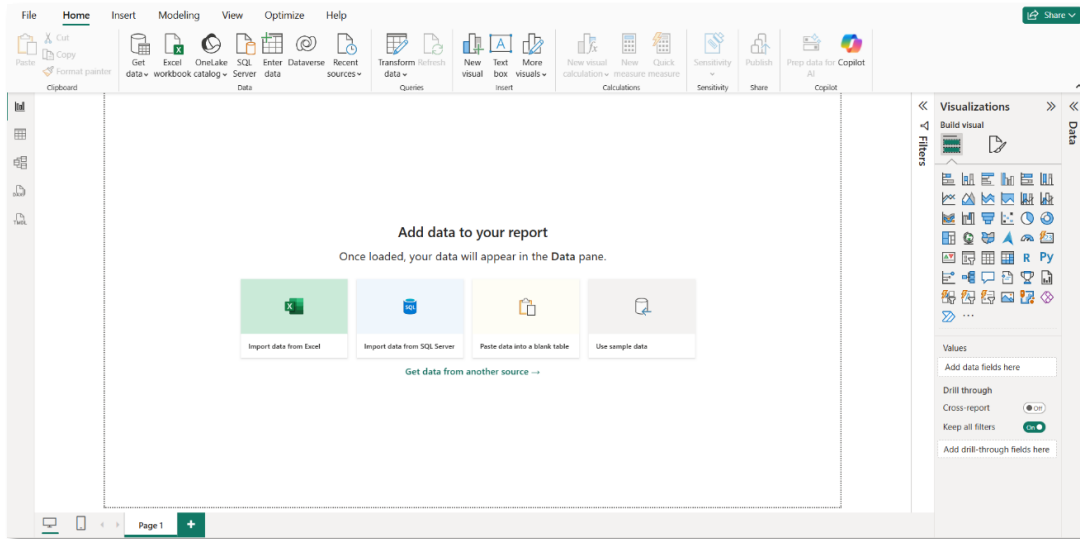 File Home Insert Modeling View Optimize Help
Share
Paste
Cut
Copy
Format painter
Clipboard
Get data
Excel workbook
OneLake catalog
SQL Server
Enter data
Dataverse
Recent sources
Data
Transform data
Refresh
Queries
New visual
Text box
More visuals
Insert
New visual calculation
New measure
Quick measure
Calculations
Sensitivity
Sensitivity
Publish
Share
Prep data for AI
Copilot
Copilot
DAX
TMDL
Add data to your report
Once loaded, your data will appear in the Data pane.
SQL
Import data from Excel
Import data from SQL Server
Paste data into a blank table
Use sample data
Get data from another source →
Filters
Visualizations
Build visual
R Py
Values
Add data fields here
Drill through
Cross-report
Off
Keep all filters
On
Add drill-through fields here
Data
Page 1